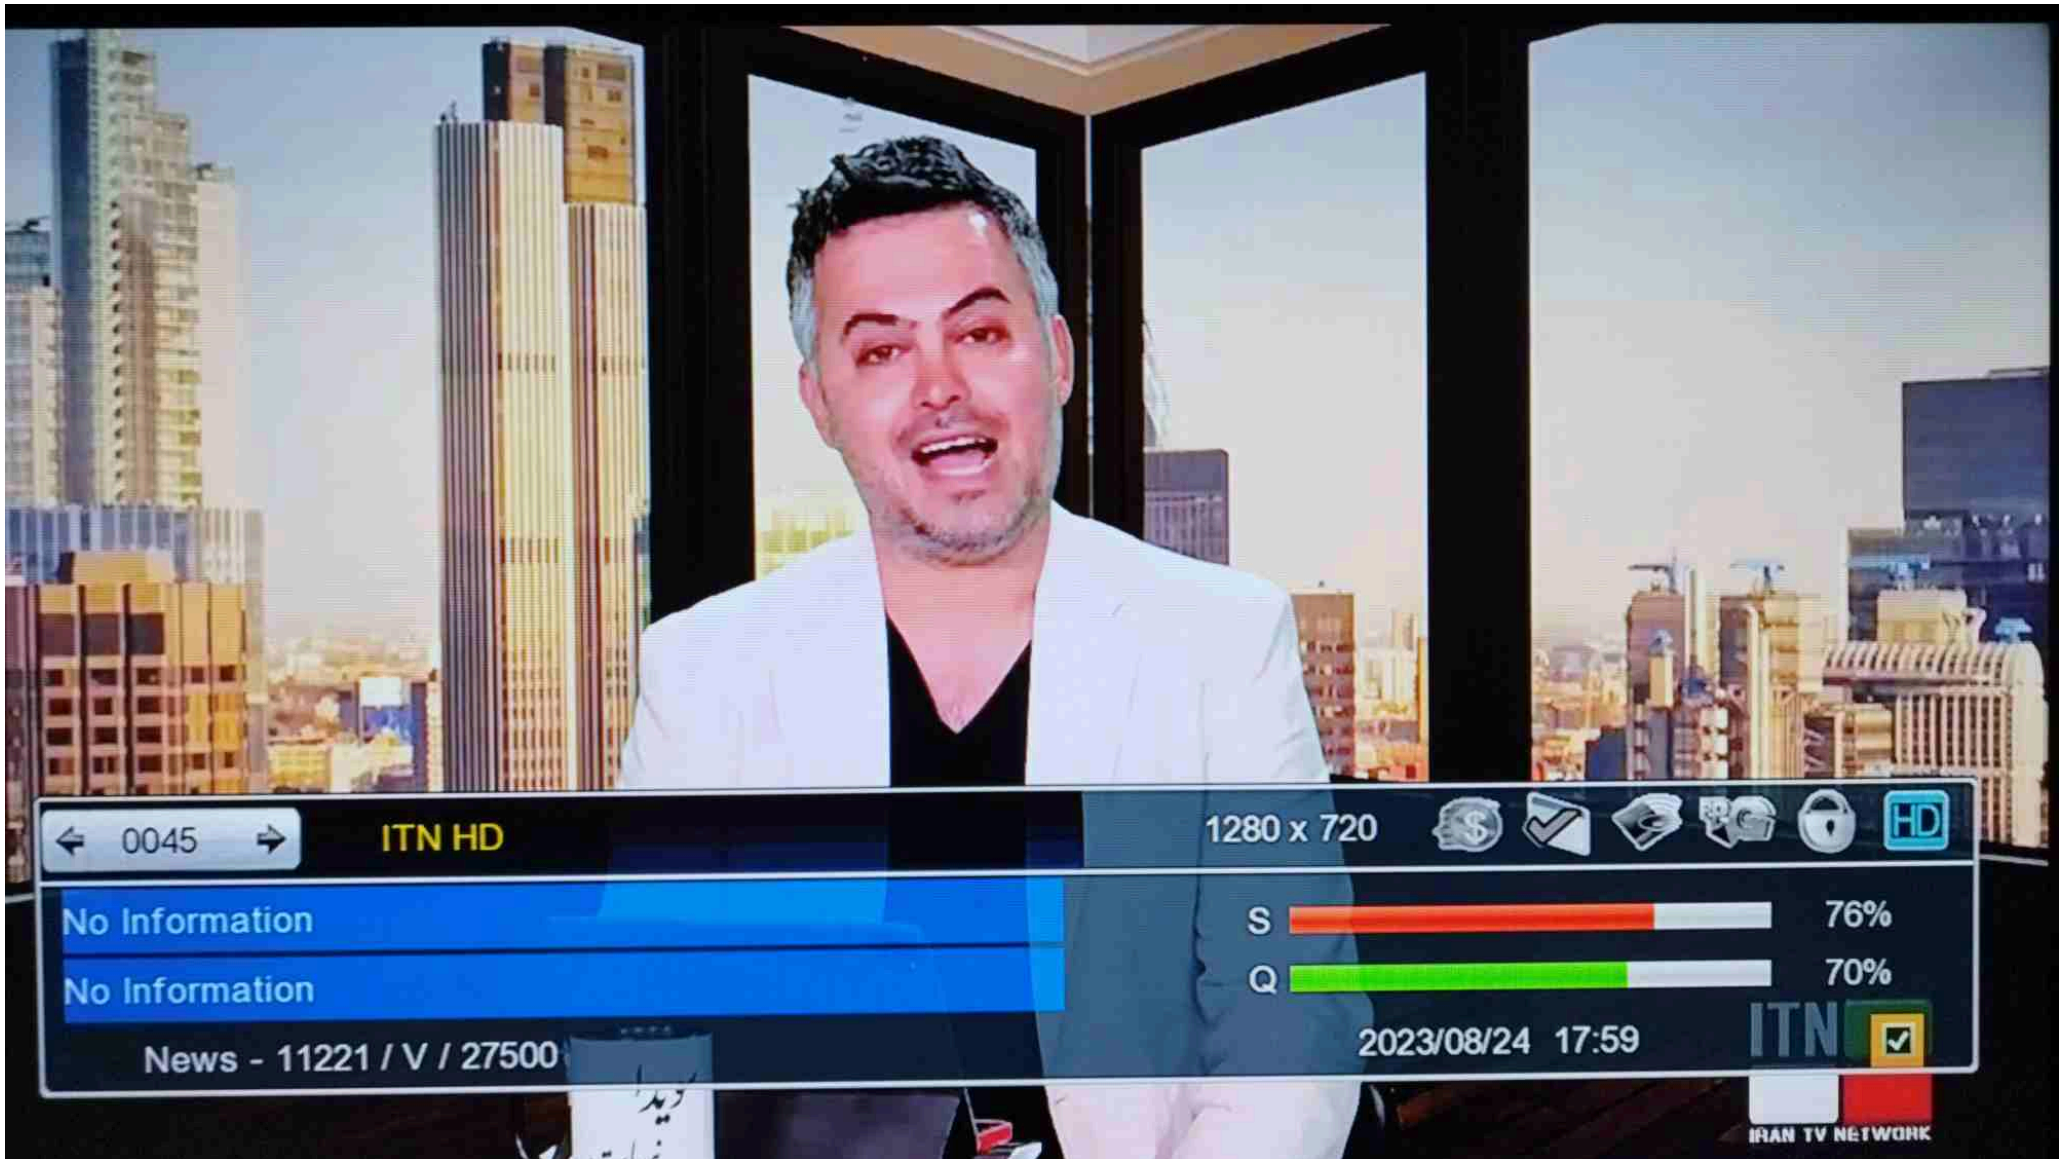 0045
ITN HD
1280 x 720
HD
No Information
S 76%
No Information
Q 70%
News - 11221 / V / 27500
2023/08/24 17:59
ITN
IRAN TV NETWORK